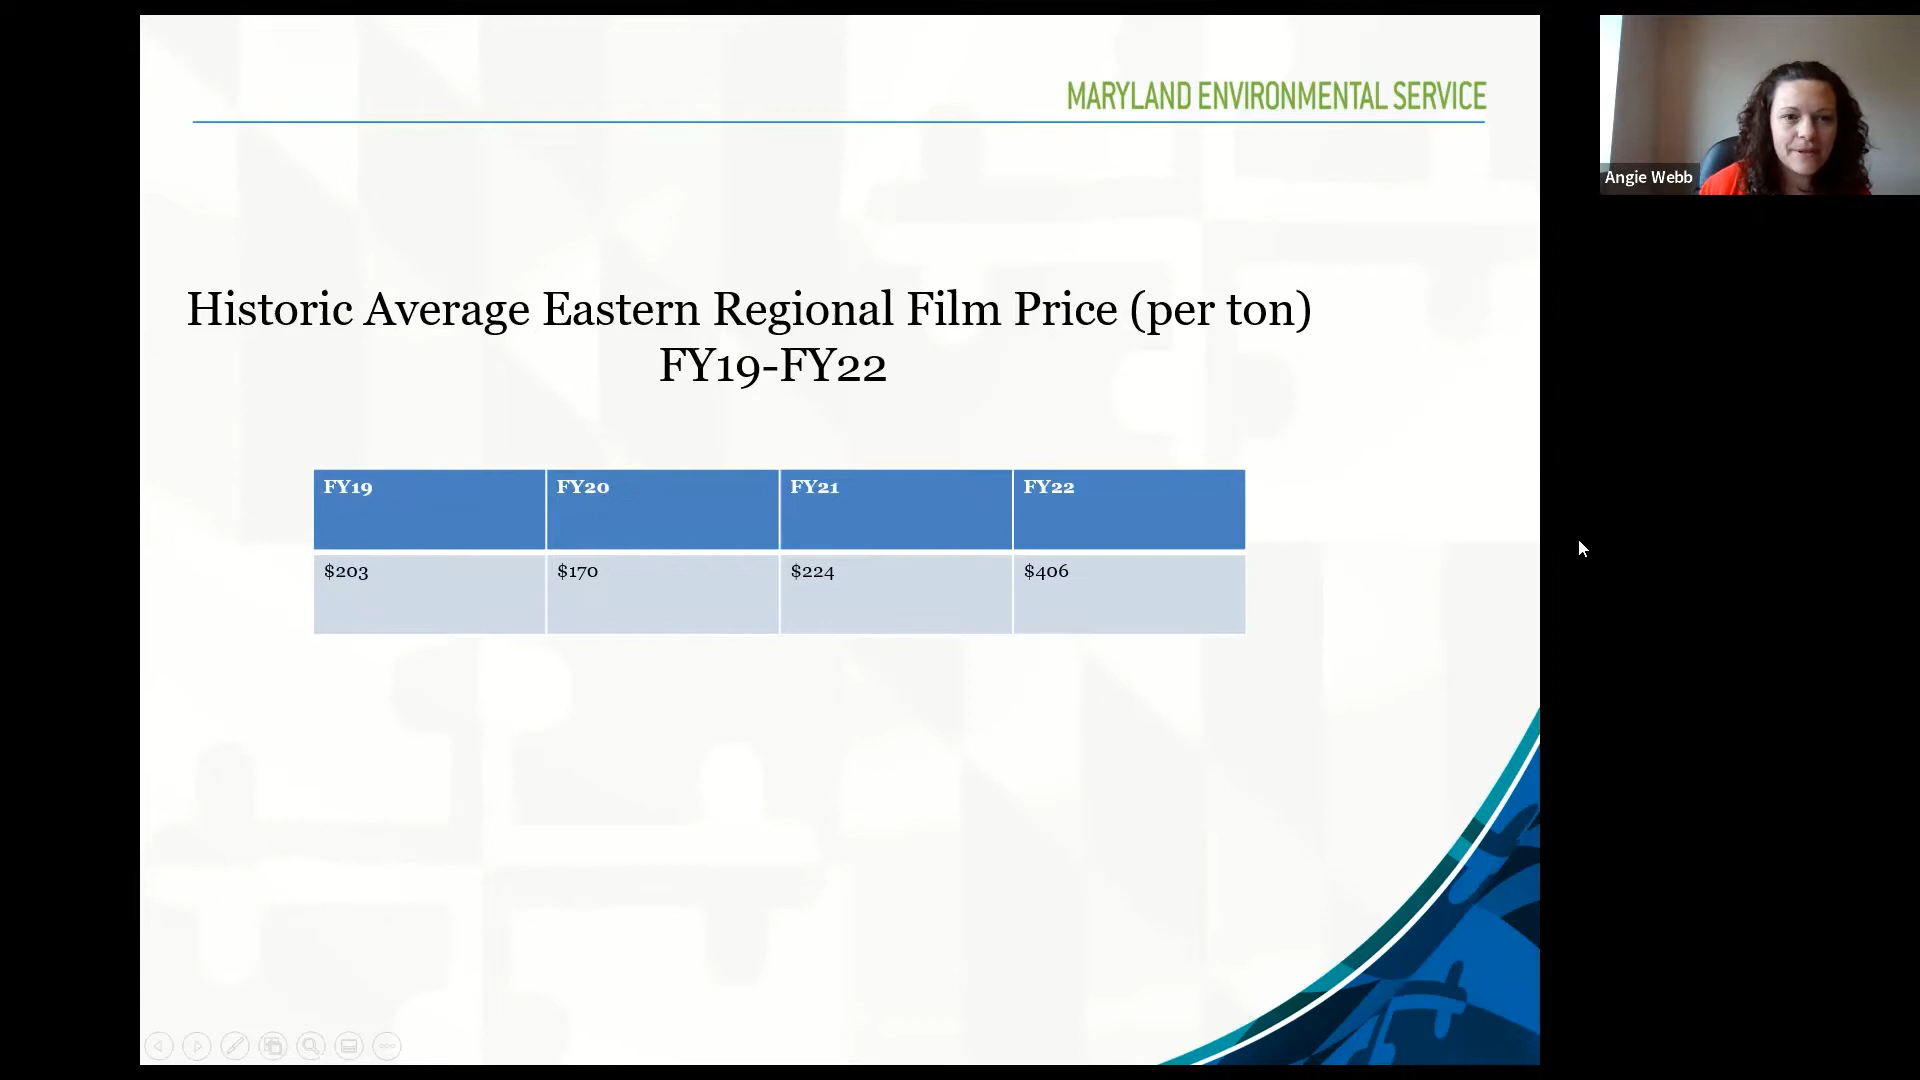 MARYLAND ENVIRONMENTAL SERVICE
Angie Webb
Historic Average Eastern Regional Film Price (per ton)
FY19-FY22
FY19 FY20 FY21 FY22
$203 $170 $224 $406